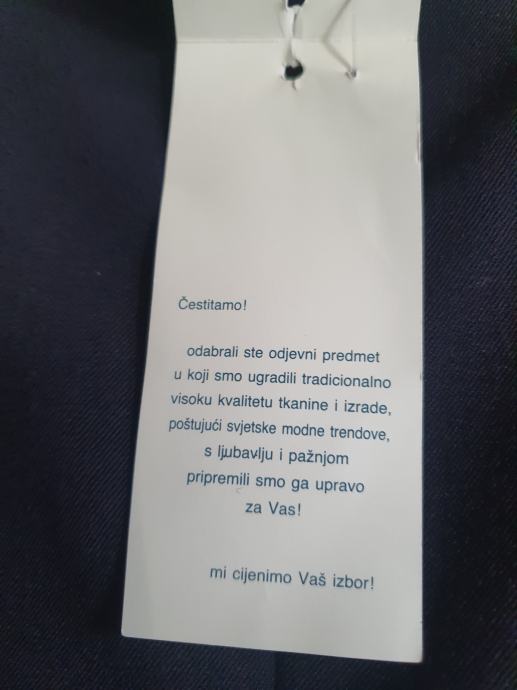 Čestitamo!
odabrali ste odjevni predmet
u koji smo ugradili tradicionalno
visoku kvalitetu tkanine i izrade,
poštujući svjetske modne trendove,
s ljubavlju i pažnjom
pripremili smo ga upravo
za Vas!
mi cijenimo Vaš izbor!